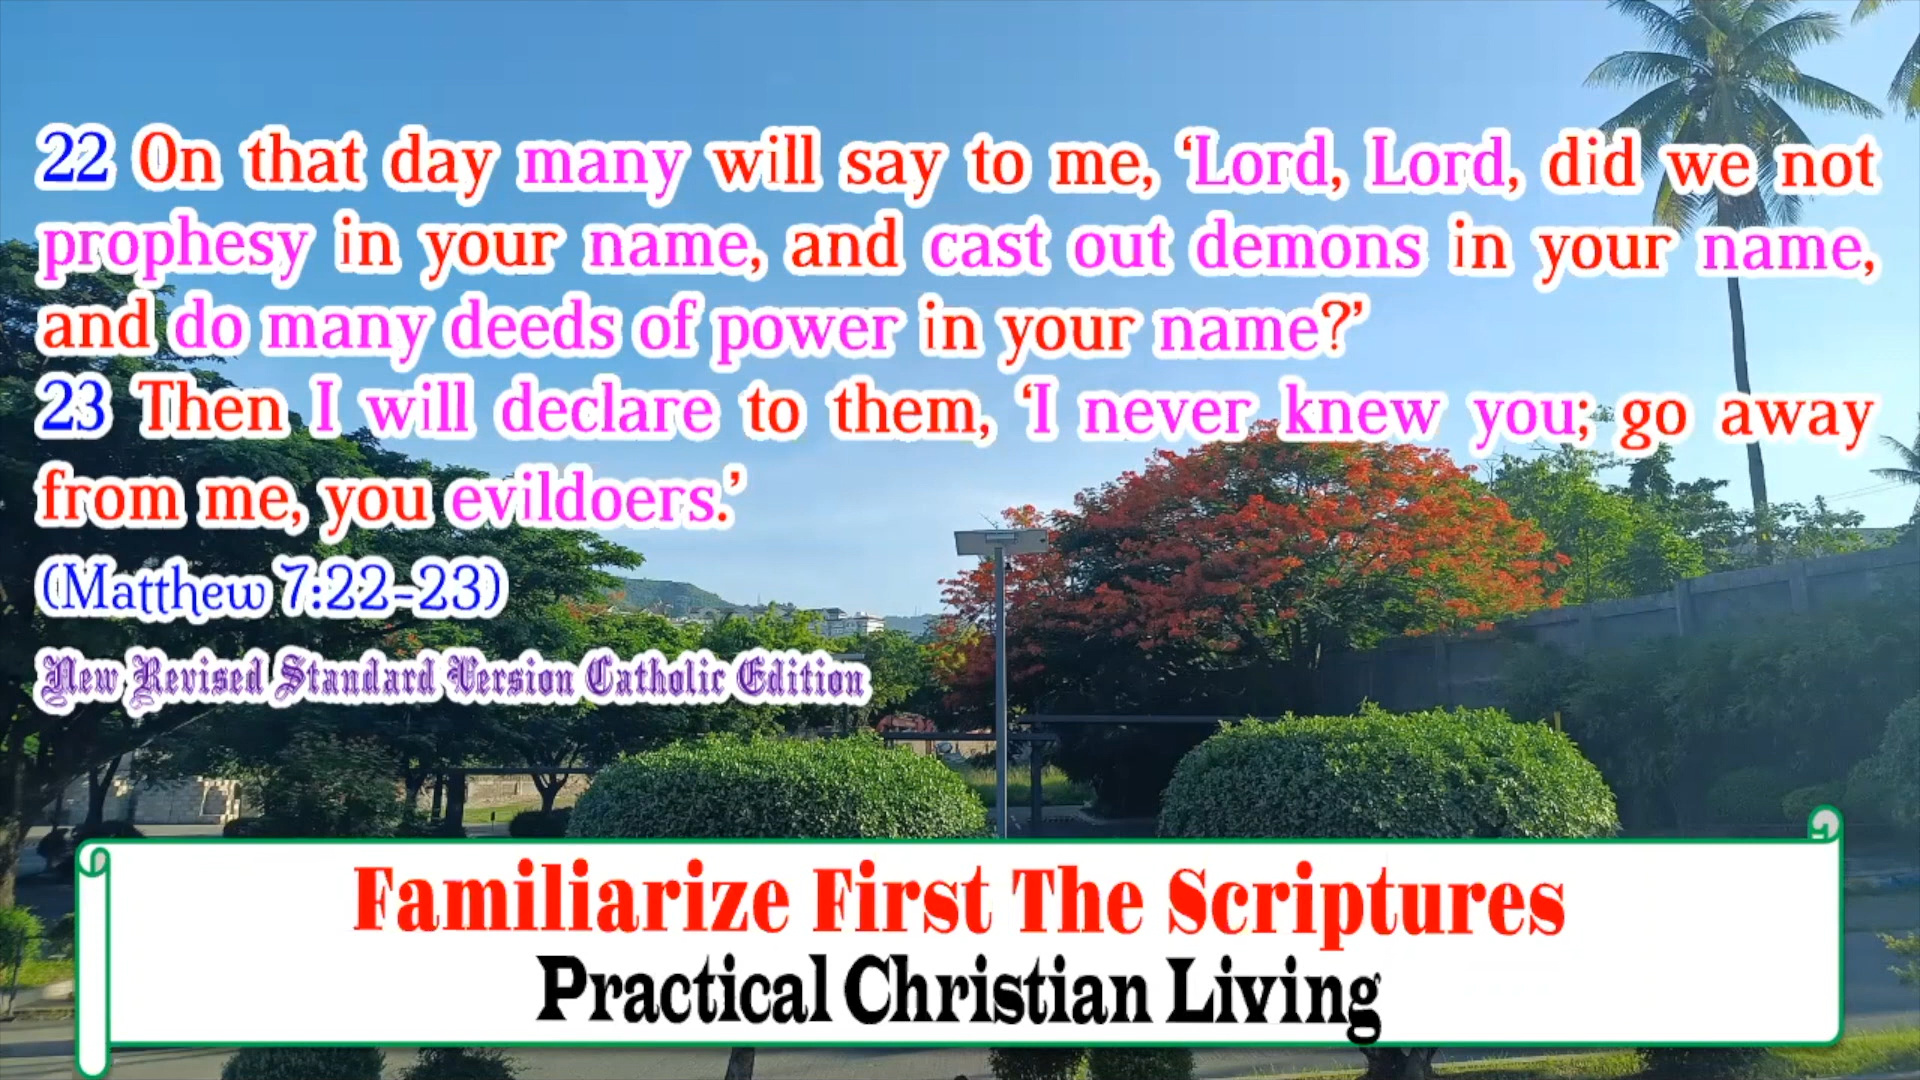 22 On that day many will say to me, ‘Lord, Lord, did we not
prophesy in your name, and cast out demons in your name,
and do many deeds of power in your name?’
23 Then I will declare to them, ‘I never knew you; go away
from me, you evildoers.’
(Matthew 7:22-23)
New Revised Standard Version Catholic Edition
Familiarize First The Scriptures
Practical Christian Living